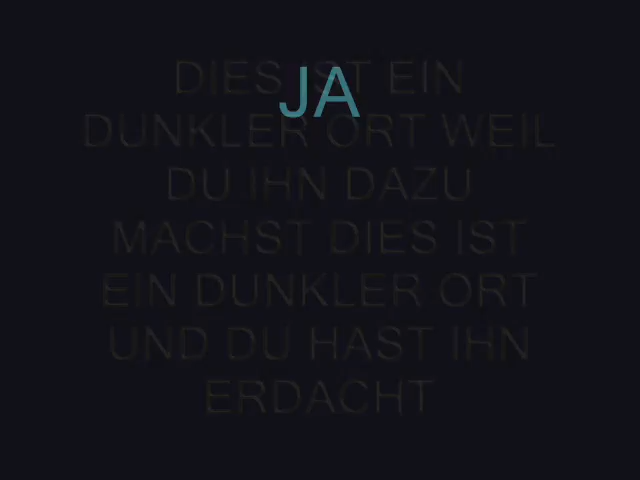 JA
DIES IST EIN
DUNKLER ORT WEIL
DU IHN DAZU
MACHST DIES IST
EIN DUNKLER ORT
UND DU HAST IHN
ERDACHT